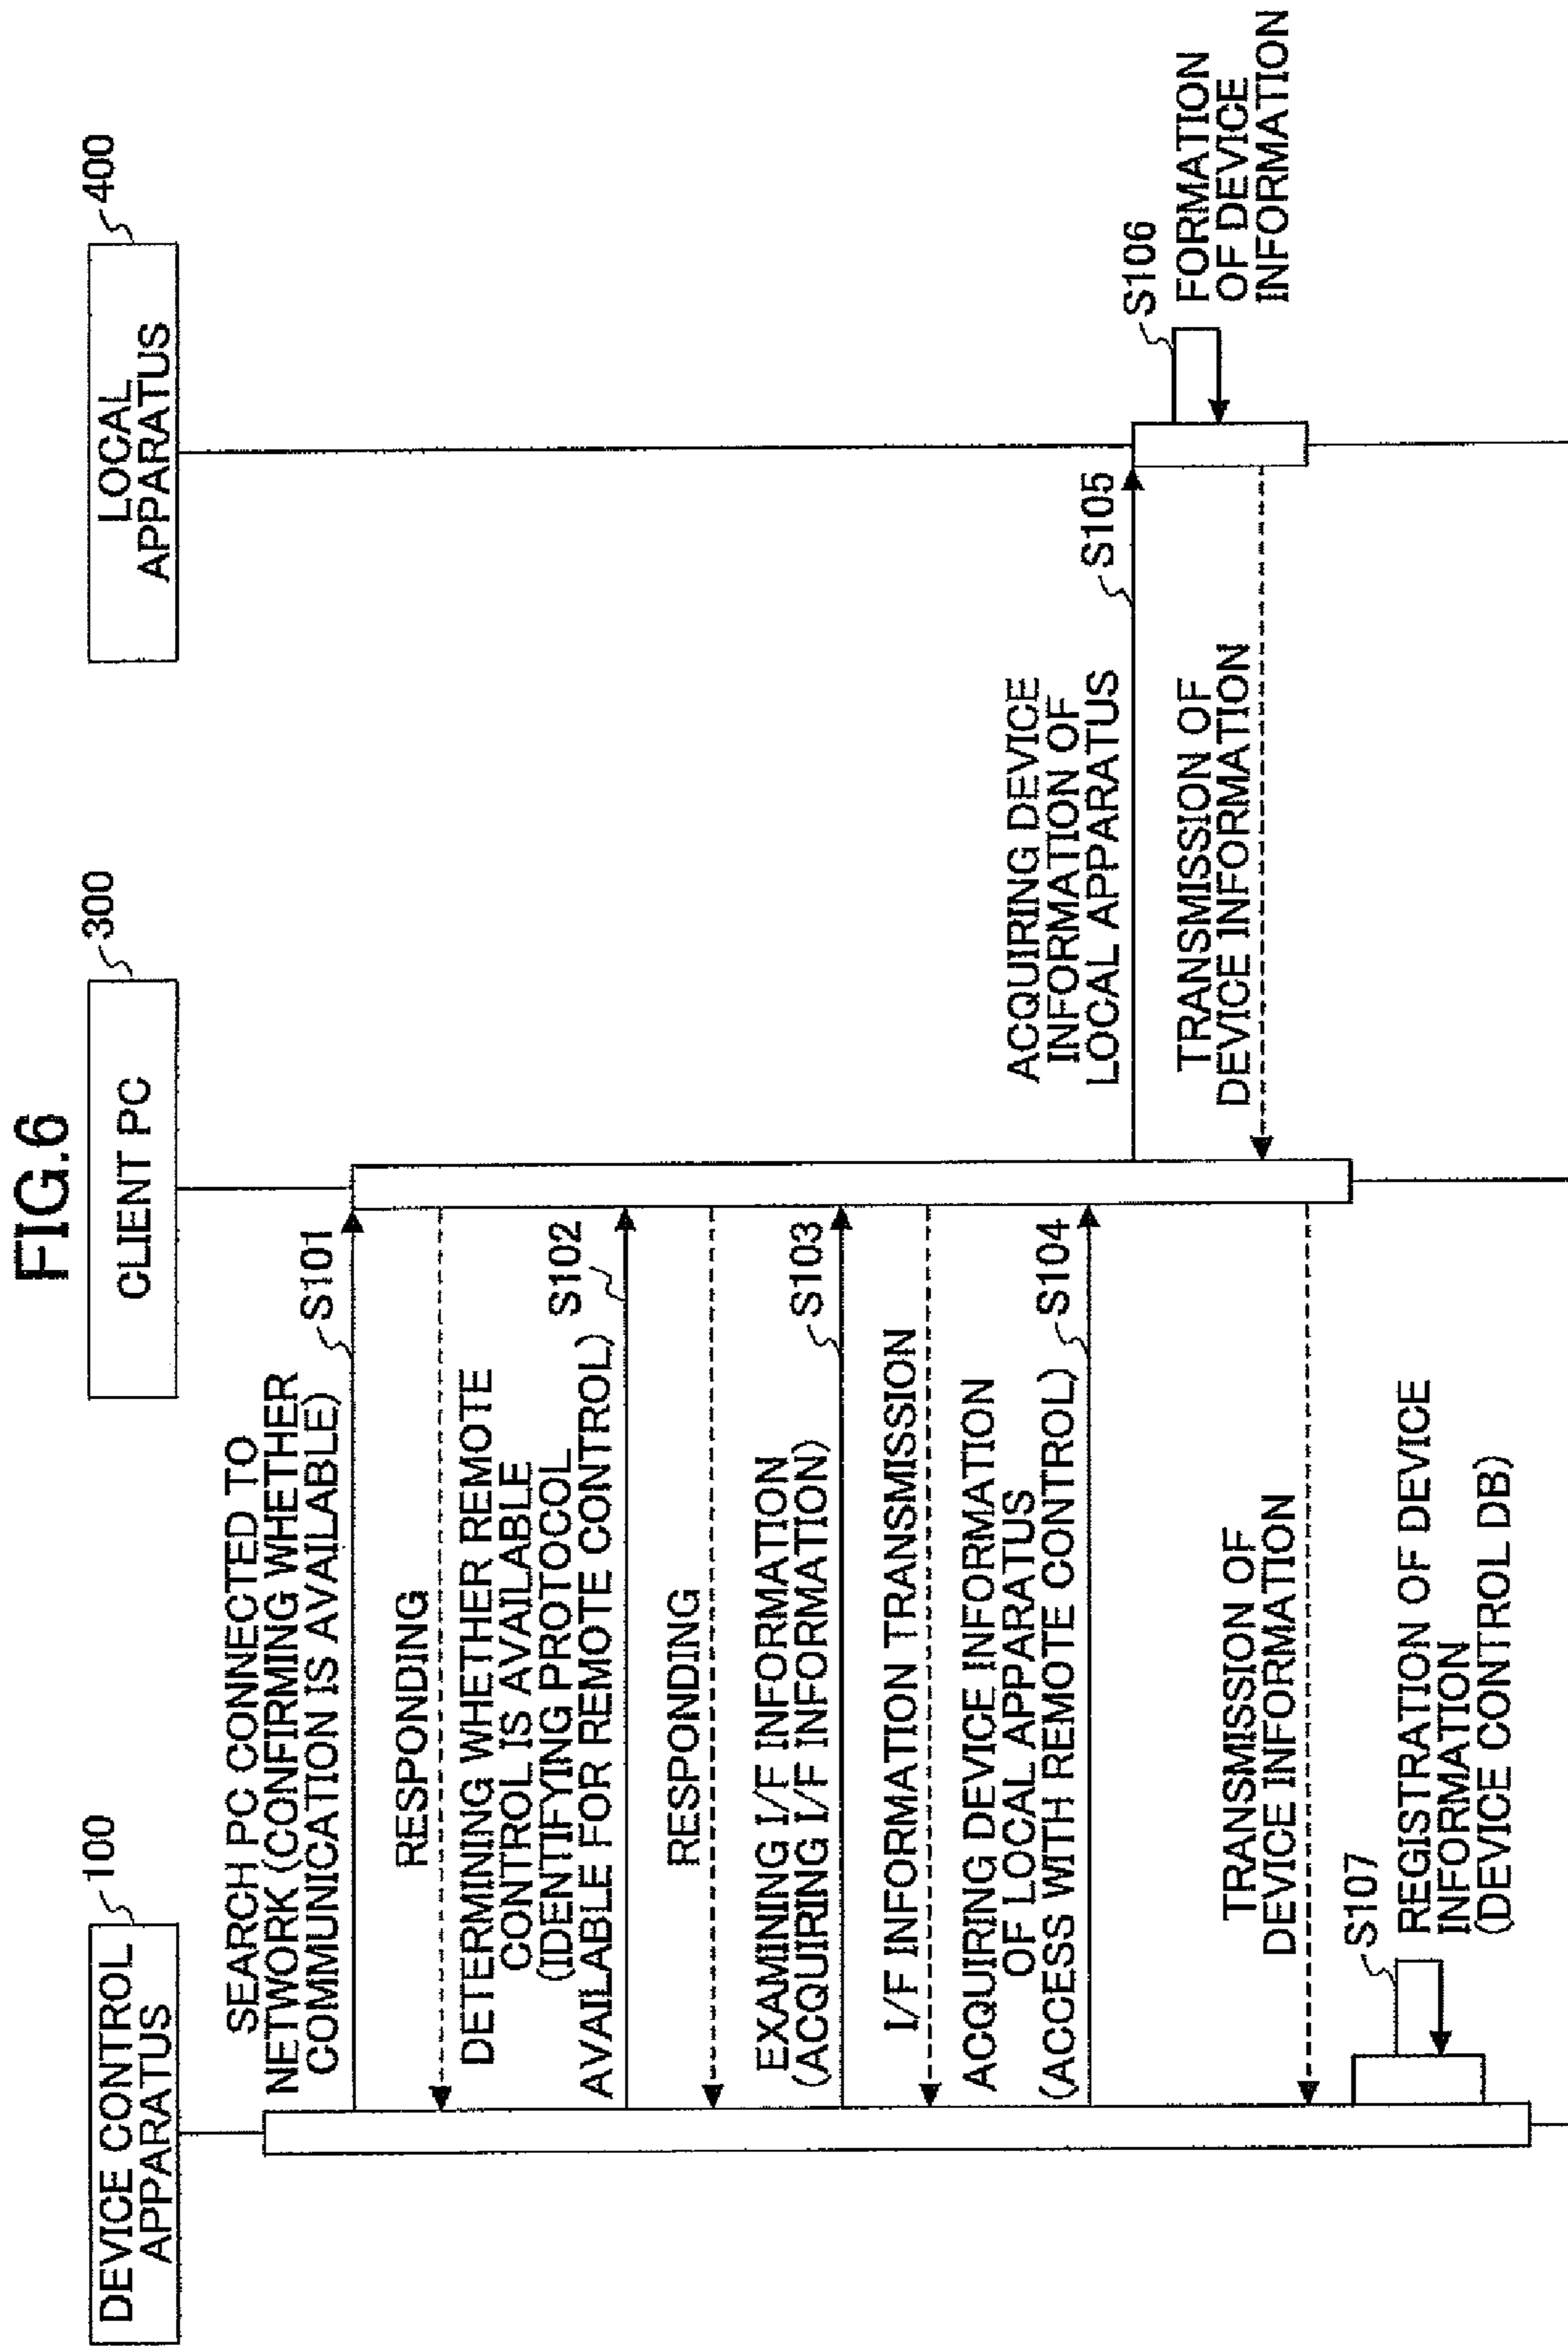 FIG.6
DEVICE CONTROL
APPARATUS
100
CLIENT PC
300
LOCAL
APPARATUS
400
SEARCH PC CONNECTED TO
NETWORK (CONFIRMING WHETHER
COMMUNICATION IS AVAILABLE)
S101
RESPONDING
DETERMINING WHETHER REMOTE
CONTROL IS AVAILABLE
(IDENTIFYING PROTOCOL
AVAILABLE FOR REMOTE CONTROL)
S102
RESPONDING
EXAMINING I/F INFORMATION
(ACQUIRING I/F INFORMATION)
S103
I/F INFORMATION TRANSMISSION
ACQUIRING DEVICE INFORMATION
OF LOCAL APPARATUS
(ACCESS WITH REMOTE CONTROL)
S104
ACQUIRING DEVICE
INFORMATION OF
LOCAL APPARATUS
S105
S106
FORMATION
OF DEVICE
INFORMATION
TRANSMISSION OF
DEVICE INFORMATION
TRANSMISSION OF
DEVICE INFORMATION
S107
REGISTRATION OF DEVICE
INFORMATION
(DEVICE CONTROL DB)